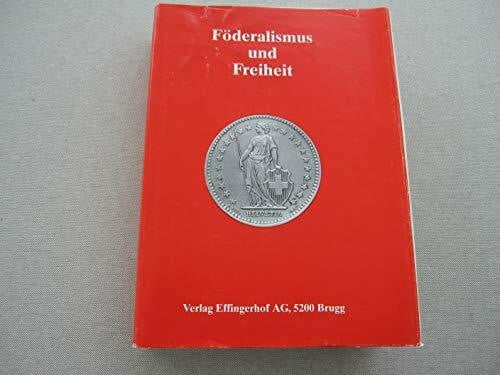 Föderalismus
und
Freiheit
HELVETIA
Verlag Effingerhof AG, 5200 Brugg